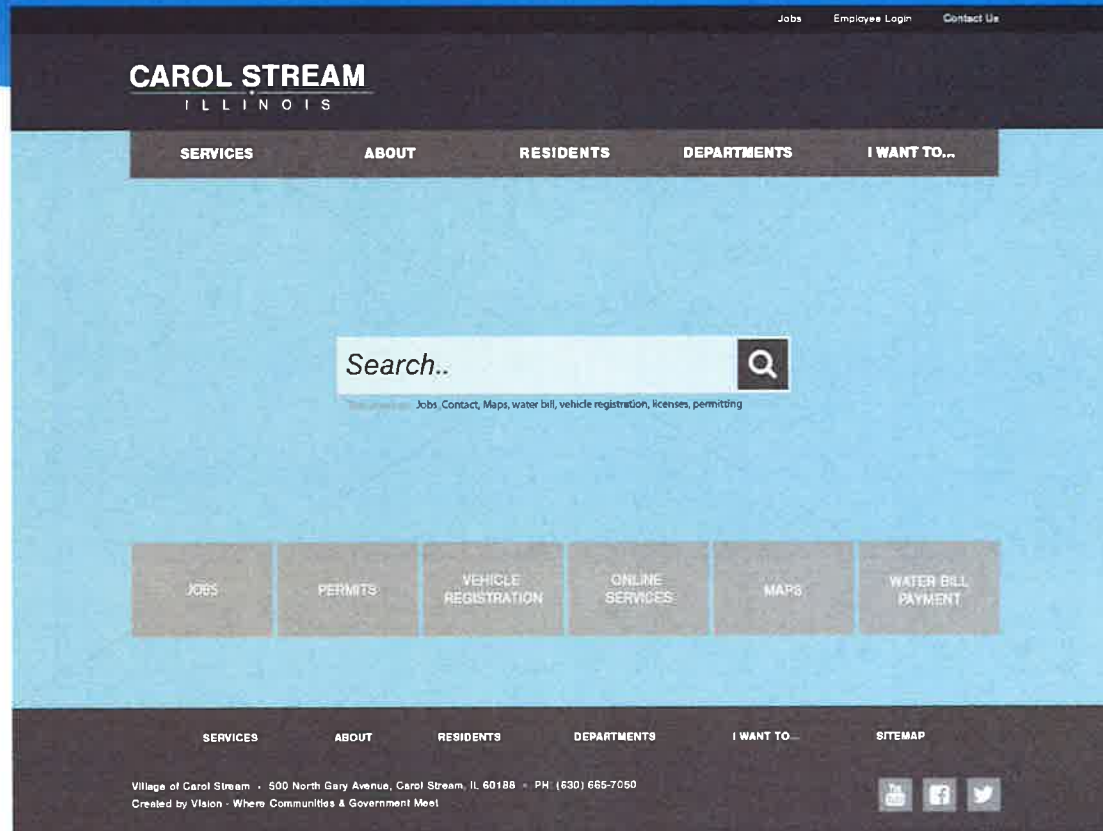 Jobs Employee Login Contact Us
CAROL STREAM
ILLINOIS
SERVICES ABOUT RESIDENTS DEPARTMENTS I WANT TO...
Search..
Jobs, Contact, Maps, water bill, vehicle registration, licenses, permitting
JOBS
PERMITS
VEHICLE
REGISTRATION
ONLINE
SERVICES
MAPS
WATER BILL
PAYMENT
SERVICES ABOUT RESIDENTS DEPARTMENTS I WANT TO... SITEMAP
Village of Carol Stream • 500 North Gary Avenue, Carol Stream, IL 60188 • PH: (630) 665-7050
Created by Vision - Where Communities & Government Meet
You
Tube